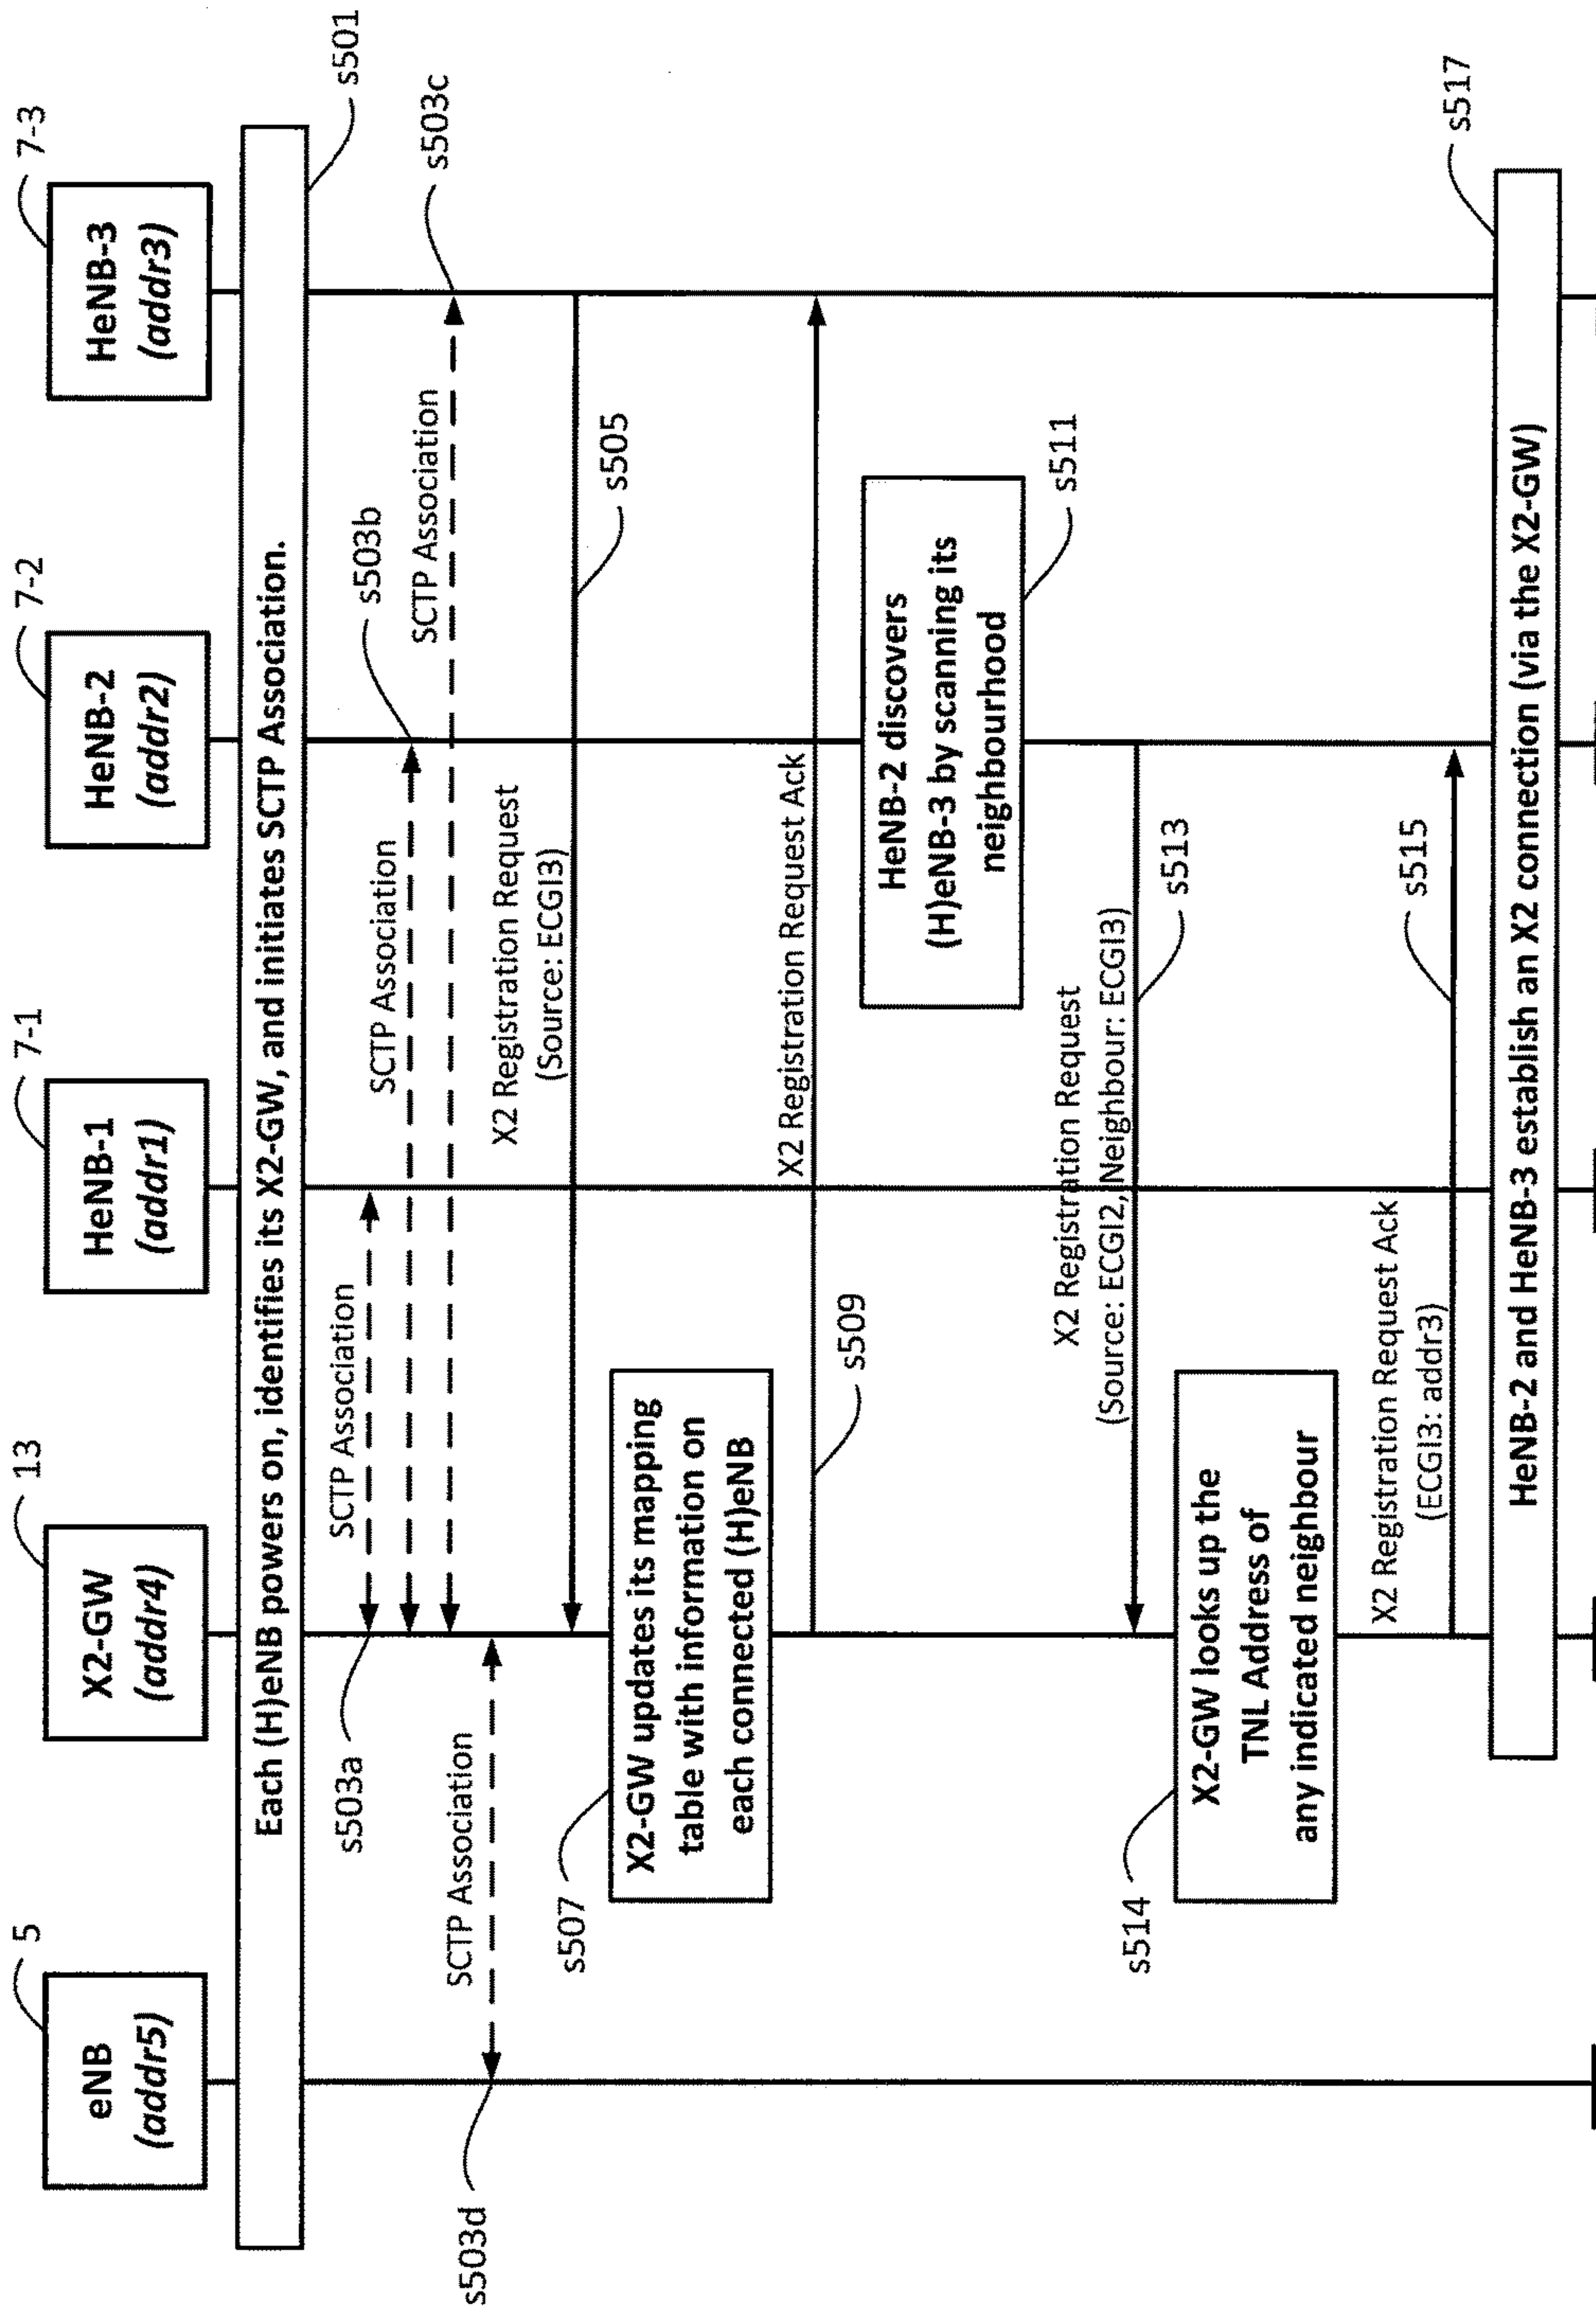 5
13
7-1
7-2
7-3
eNB
(addr5)
X2-GW
(addr4)
HeNB-1
(addr1)
HeNB-2
(addr2)
HeNB-3
(addr3)
Each (H)eNB powers on, identifies its X2-GW, and initiates SCTP Association.
s501
SCTP Association
s503a
SCTP Association
s503b
SCTP Association
s503c
SCTP Association
s503d
X2 Registration Request
(Source: ECGI3)
s505
X2-GW updates its mapping
table with information on
each connected (H)eNB
s507
X2 Registration Request Ack
s509
HeNB-2 discovers
(H)eNB-3 by scanning its
neighbourhood
s511
X2 Registration Request
(Source: ECGI2, Neighbour: ECGI3)
s513
X2-GW looks up the
TNL Address of
any indicated neighbour
s514
X2 Registration Request Ack
(ECGI3: addr3)
s515
HeNB-2 and HeNB-3 establish an X2 connection (via the X2-GW)
s517